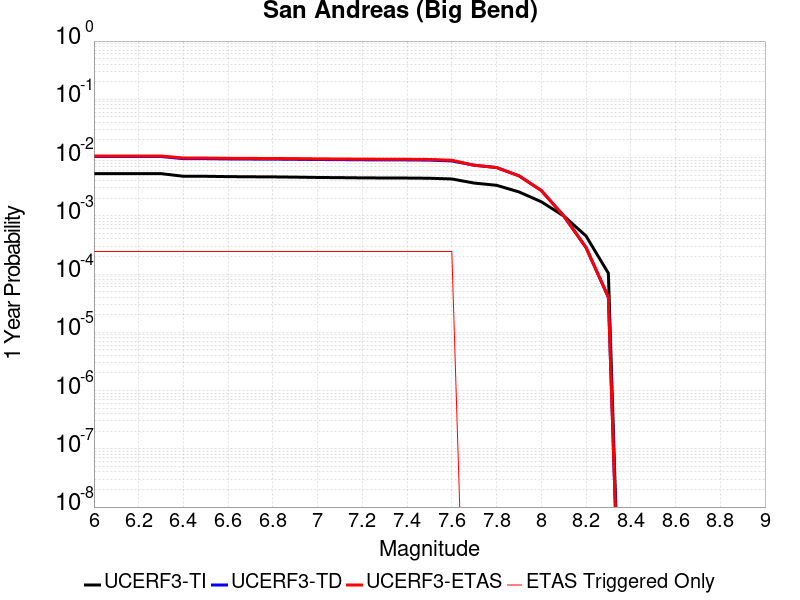 San Andreas (Big Bend)
10^0
10^-1
10^-2
10^-3
10^-4
10^-5
10^-6
10^-7
10^-8
1 Year Probability
6 6.2 6.4 6.6 6.8 7 7.2 7.4 7.6 7.8 8 8.2 8.4 8.6 8.8 9
Magnitude
UCERF3-TI UCERF3-TD UCERF3-ETAS ETAS Triggered Only